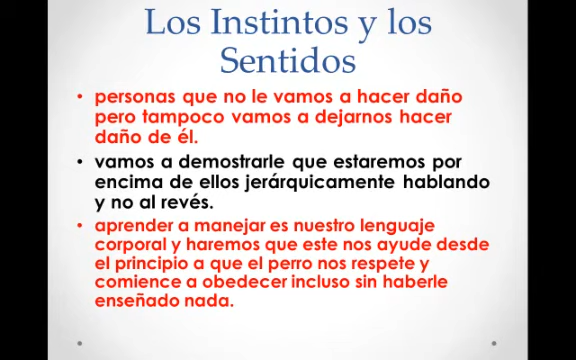 Los Instintos y los
Sentidos
• personas que no le vamos a hacer daño
pero tampoco vamos a dejarnos hacer
daño de él.
• vamos a demostrarle que estaremos por
encima de ellos jerárquicamente hablando
y no al revés.
• aprender a manejar es nuestro lenguaje
corporal y haremos que este nos ayude desde
el principio a que el perro nos respete y
comience a obedecer incluso sin haberle
enseñado nada.